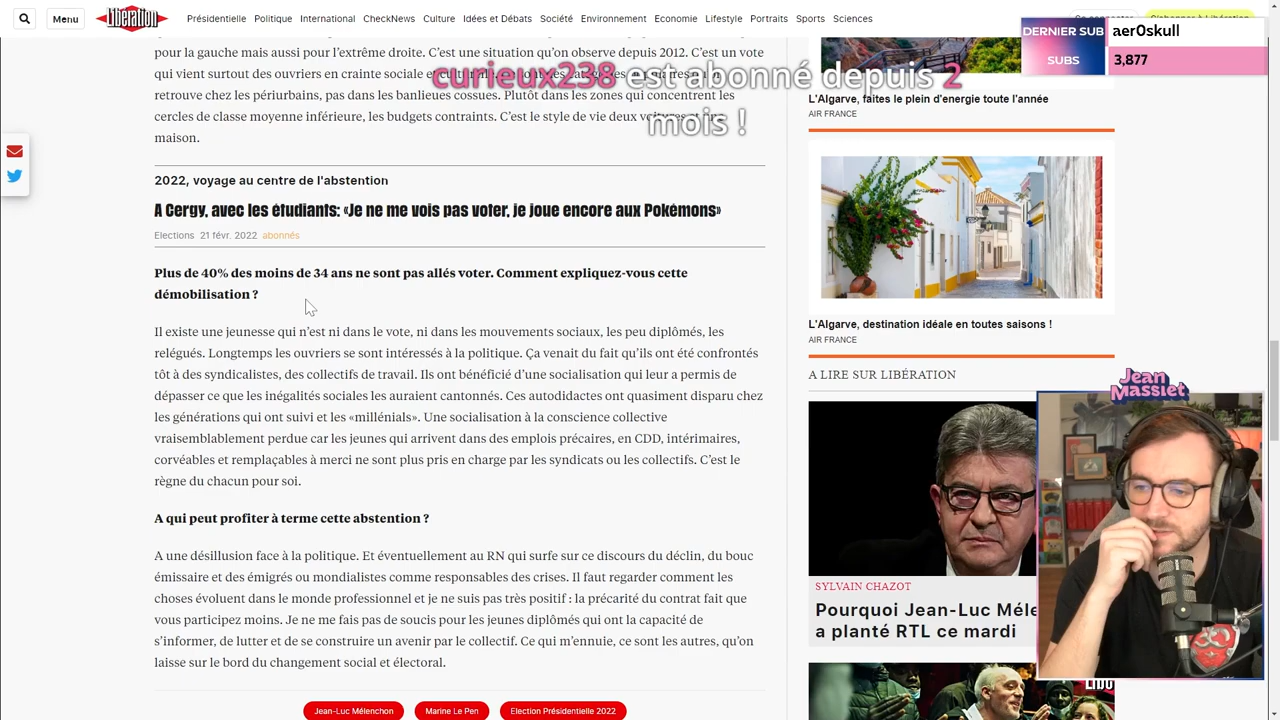 Menu
Libération
Présidentielle Politique International CheckNews Culture Idées et Débats Société Environnement Economie Lifestyle Portraits Sports Sciences
DERNIER SUB
aer0skull
SUBS
3,877
curieux238 est abonné depuis 2
mois !
pour la gauche mais aussi pour l'extrême droite. C'est une situation qu'on observe depuis 2012. C'est un vote
qui vient surtout des ouvriers en crainte sociale
retrouve chez les périurbains, pas dans les banlieues cossues. Plutôt dans les zones qui concentrent les
cercles de classe moyenne inférieure, les budgets contraints. C'est le style de vie deux voitures et une
maison.
2022, voyage au centre de l'abstention
A Cergy, avec les étudiants: «Je ne me vois pas voter, je joue encore aux Pokémons»
Elections 21 févr. 2022 abonnés
Plus de 40% des moins de 34 ans ne sont pas allés voter. Comment expliquez-vous cette
démobilisation ?
Il existe une jeunesse qui n'est ni dans le vote, ni dans les mouvements sociaux, les peu diplômés, les
relégués. Longtemps les ouvriers se sont intéressés à la politique. Ça venait du fait qu'ils ont été confrontés
tôt à des syndicalistes, des collectifs de travail. Ils ont bénéficié d'une socialisation qui leur a permis de
dépasser ce que les inégalités sociales les auraient cantonnés. Ces autodidactes ont quasiment disparu chez
les générations qui ont suivi et les «millénials». Une socialisation à la conscience collective
vraisemblablement perdue car les jeunes qui arrivent dans des emplois précaires, en CDD, intérimaires,
corvéables et remplaçables à merci ne sont plus pris en charge par les syndicats ou les collectifs. C'est le
règne du chacun pour soi.
A qui peut profiter à terme cette abstention ?
A une désillusion face à la politique. Et éventuellement au RN qui surfe sur ce discours du déclin, du bouc
émissaire et des émigrés ou mondialistes comme responsables des crises. Il faut regarder comment les
choses évoluent dans le monde professionnel et je ne suis pas très positif : la précarité du contrat fait que
vous participez moins. Je ne me fais pas de soucis pour les jeunes diplômés qui ont la capacité de
s'informer, de lutter et de se construire un avenir par le collectif. Ce qui m'ennuie, ce sont les autres, qu'on
laisse sur le bord du changement social et électoral.
Jean-Luc Mélenchon Marine Le Pen Election Présidentielle 2022
L'Algarve, faites le plein d'energie toute l'année
AIR FRANCE
L'Algarve, destination idéale en toutes saisons !
AIR FRANCE
A LIRE SUR LIBÉRATION
SYLVAIN CHAZOT
Pourquoi Jean-Luc Méle
a planté RTL ce mardi
Jean
Massiet